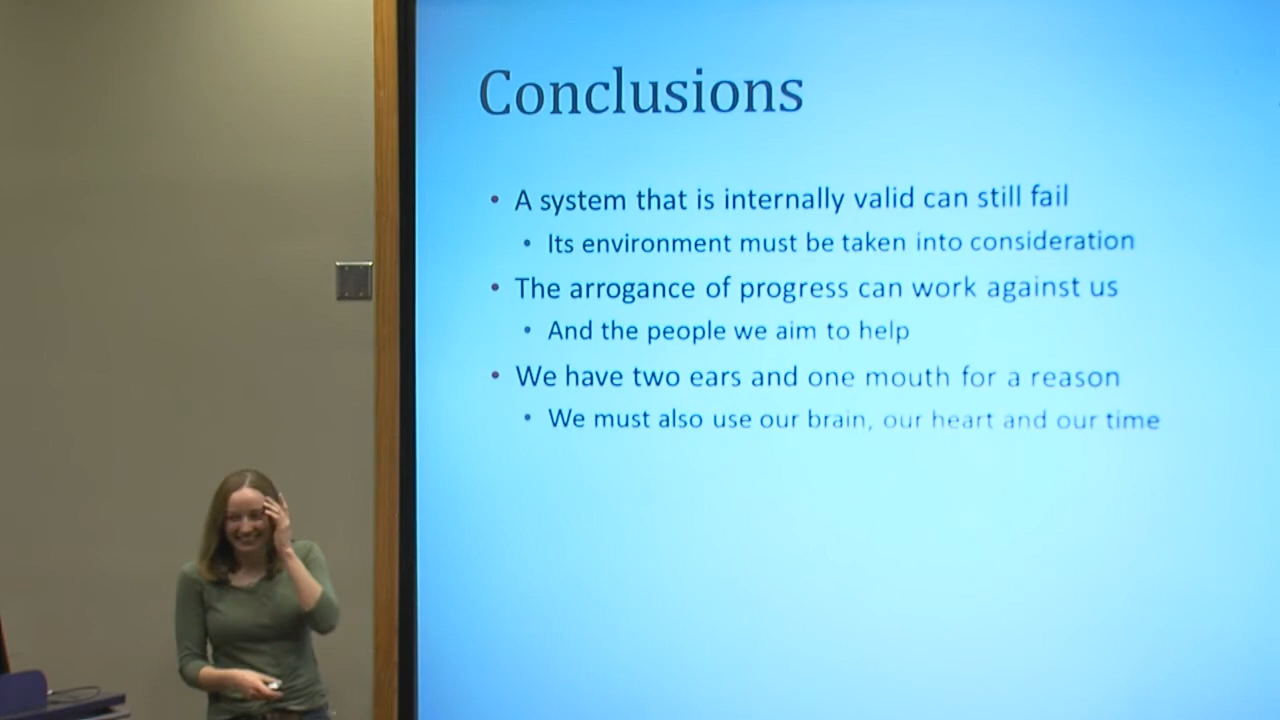 Conclusions
• A system that is internally valid can still fail
• Its environment must be taken into consideration
• The arrogance of progress can work against us
• And the people we aim to help
• We have two ears and one mouth for a reason
• We must also use our brain, our heart and our time